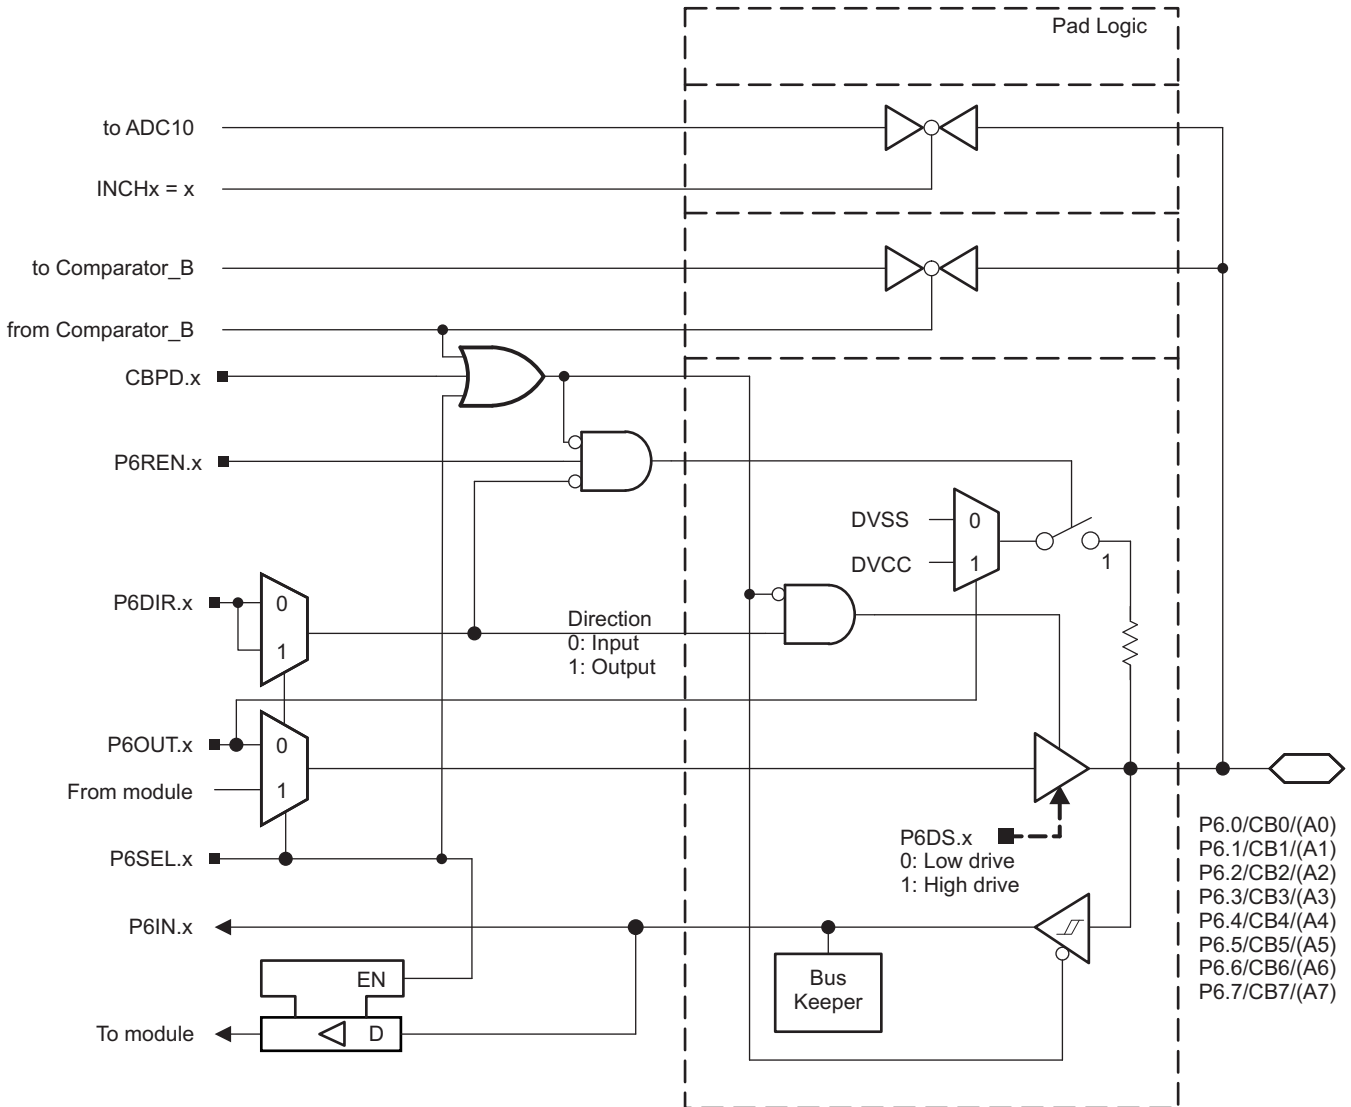 Pad Logic
to ADC10
INCHx = x
to Comparator_B
from Comparator_B
CBPD.x
P6REN.x
DVSS
0
DVCC
1
1
P6DIR.x
0
1
Direction
0: Input
1: Output
P6OUT.x
0
From module
1
P6SEL.x
P6DS.x
0: Low drive
1: High drive
P6.0/CB0/(A0)
P6.1/CB1/(A1)
P6.2/CB2/(A2)
P6.3/CB3/(A3)
P6.4/CB4/(A4)
P6.5/CB5/(A5)
P6.6/CB6/(A6)
P6.7/CB7/(A7)
P6IN.x
EN
Bus
Keeper
To module
D